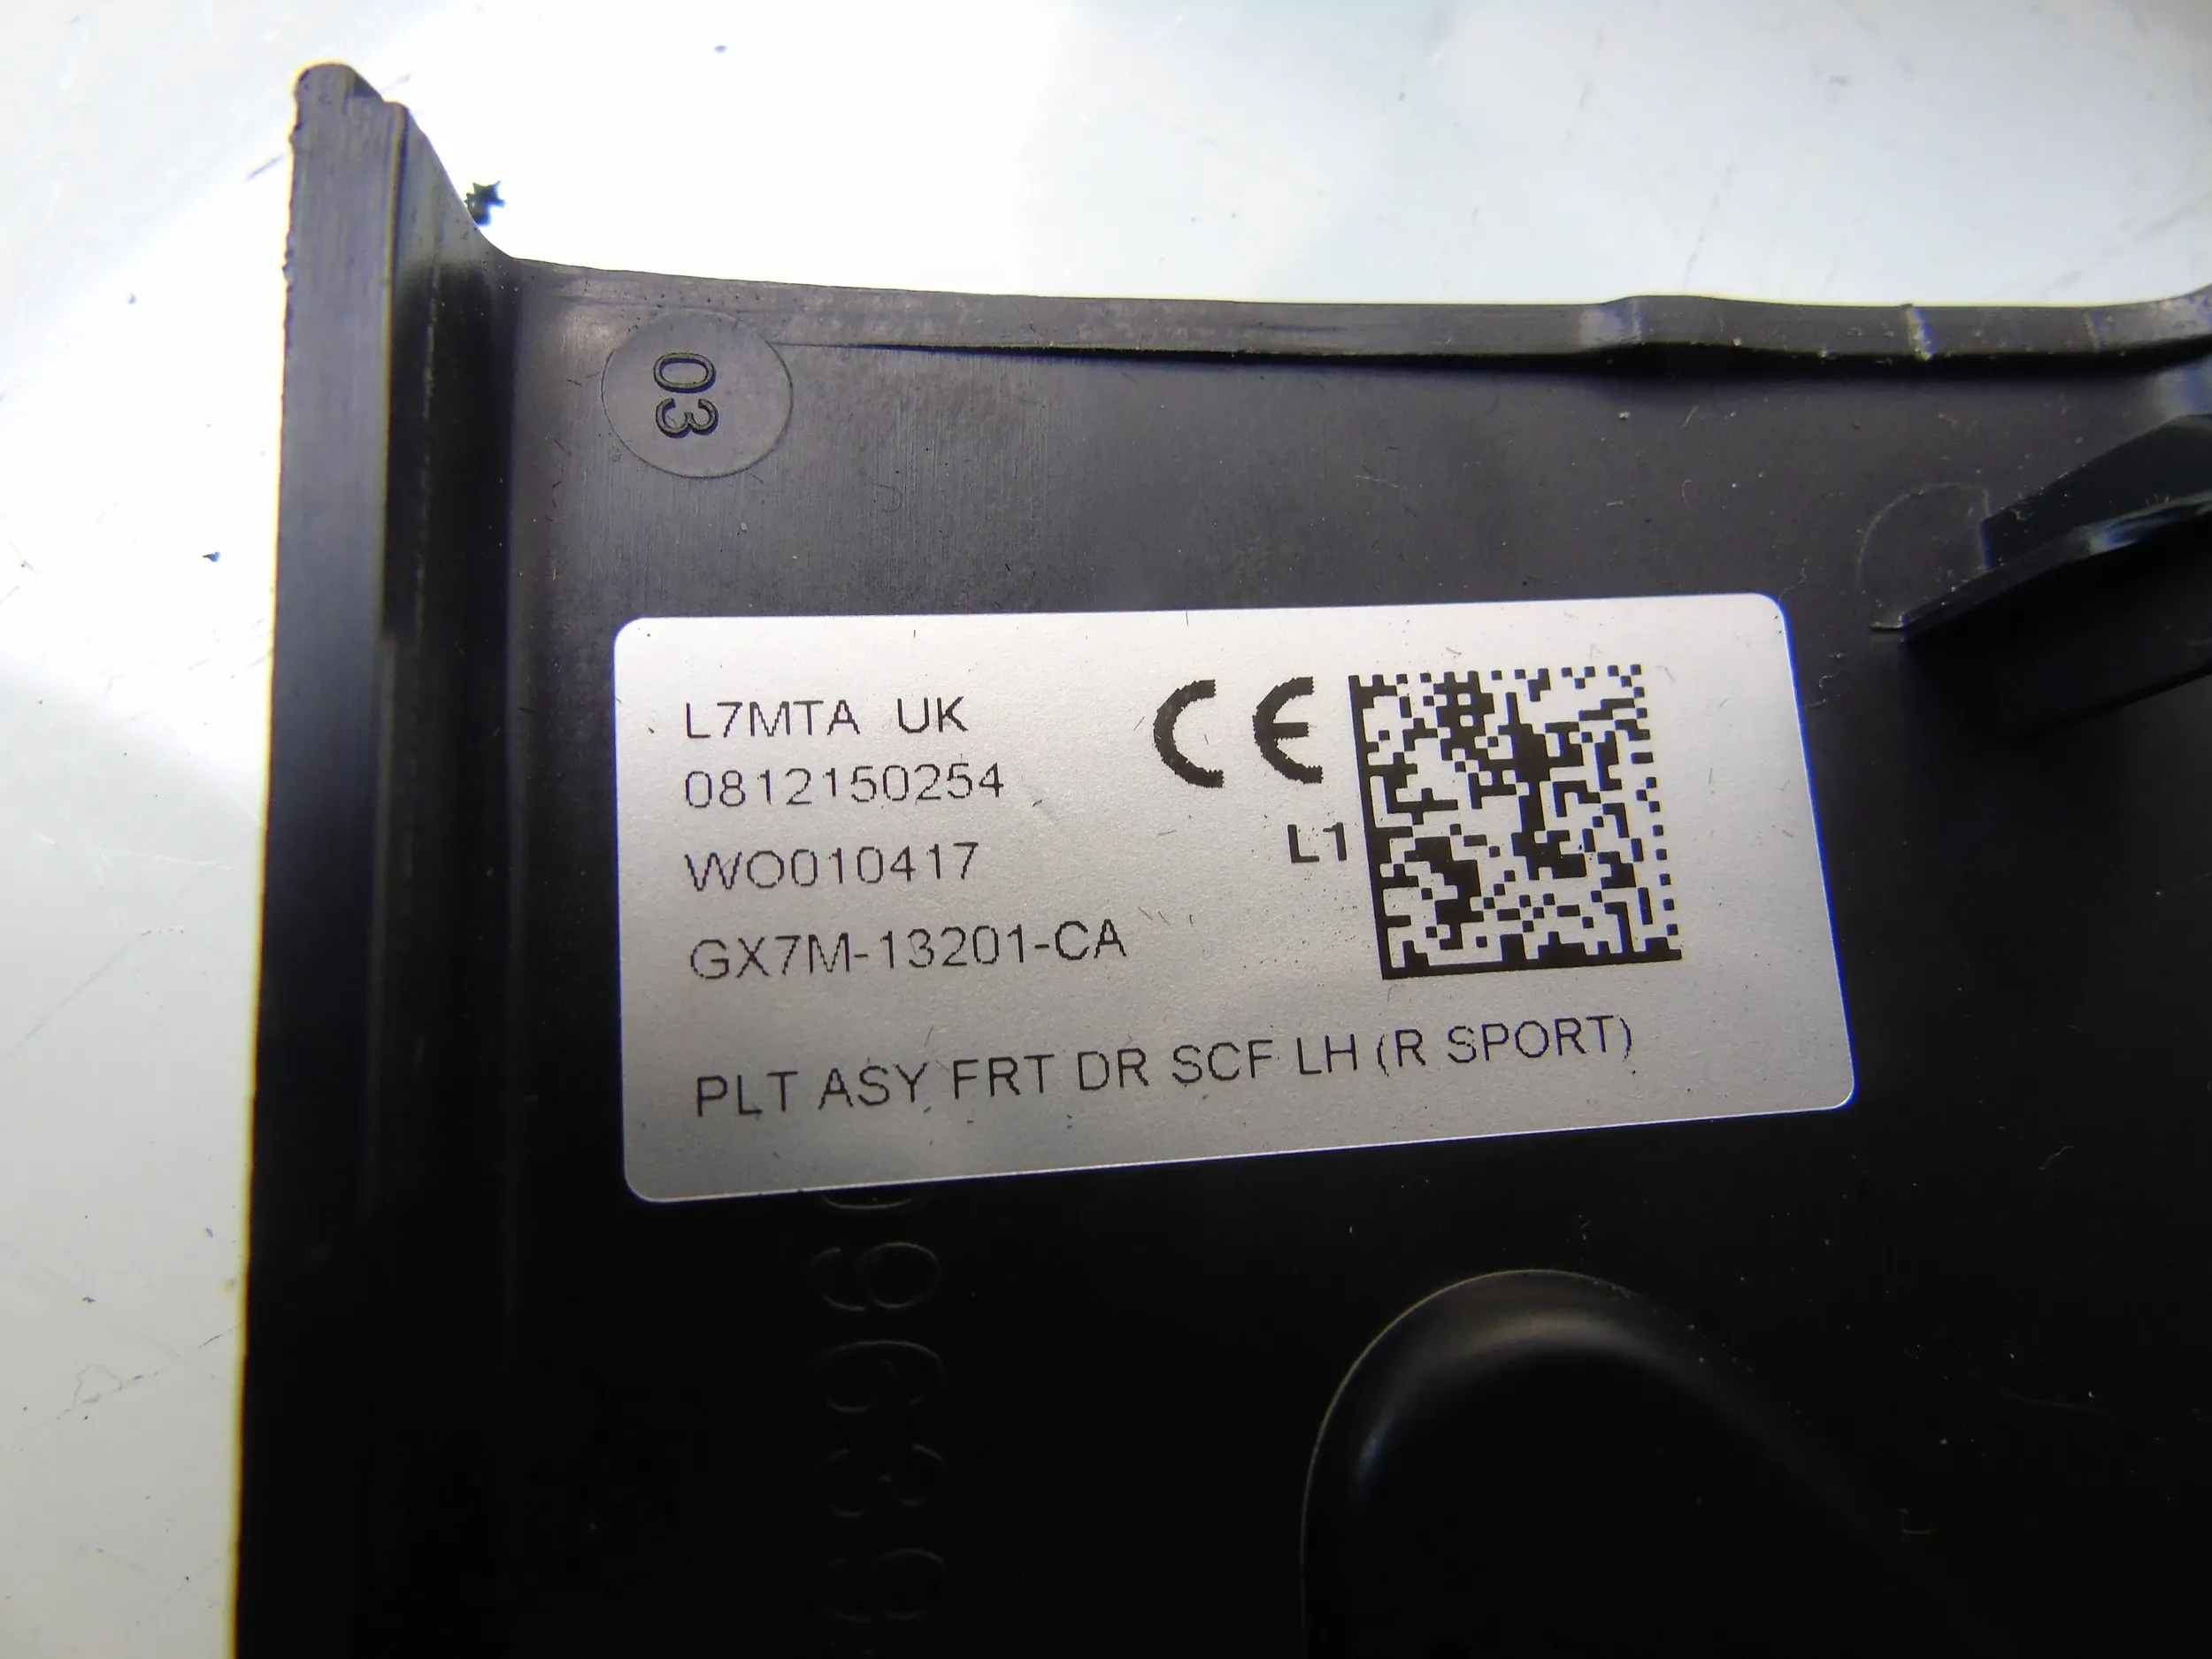 03
L7MTA UK
0812150254
WO010417
GX7M-13201-CA
CE
L1
PLT ASY FRT DR SCF LH (R SPORT)